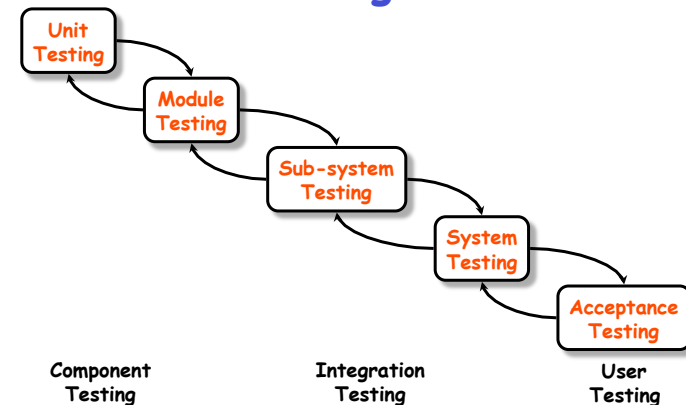 Unit
Testing
Module
Testing
Sub-system
Testing
System
Testing
Acceptance
Testing
Component
Testing
Integration
Testing
User
Testing